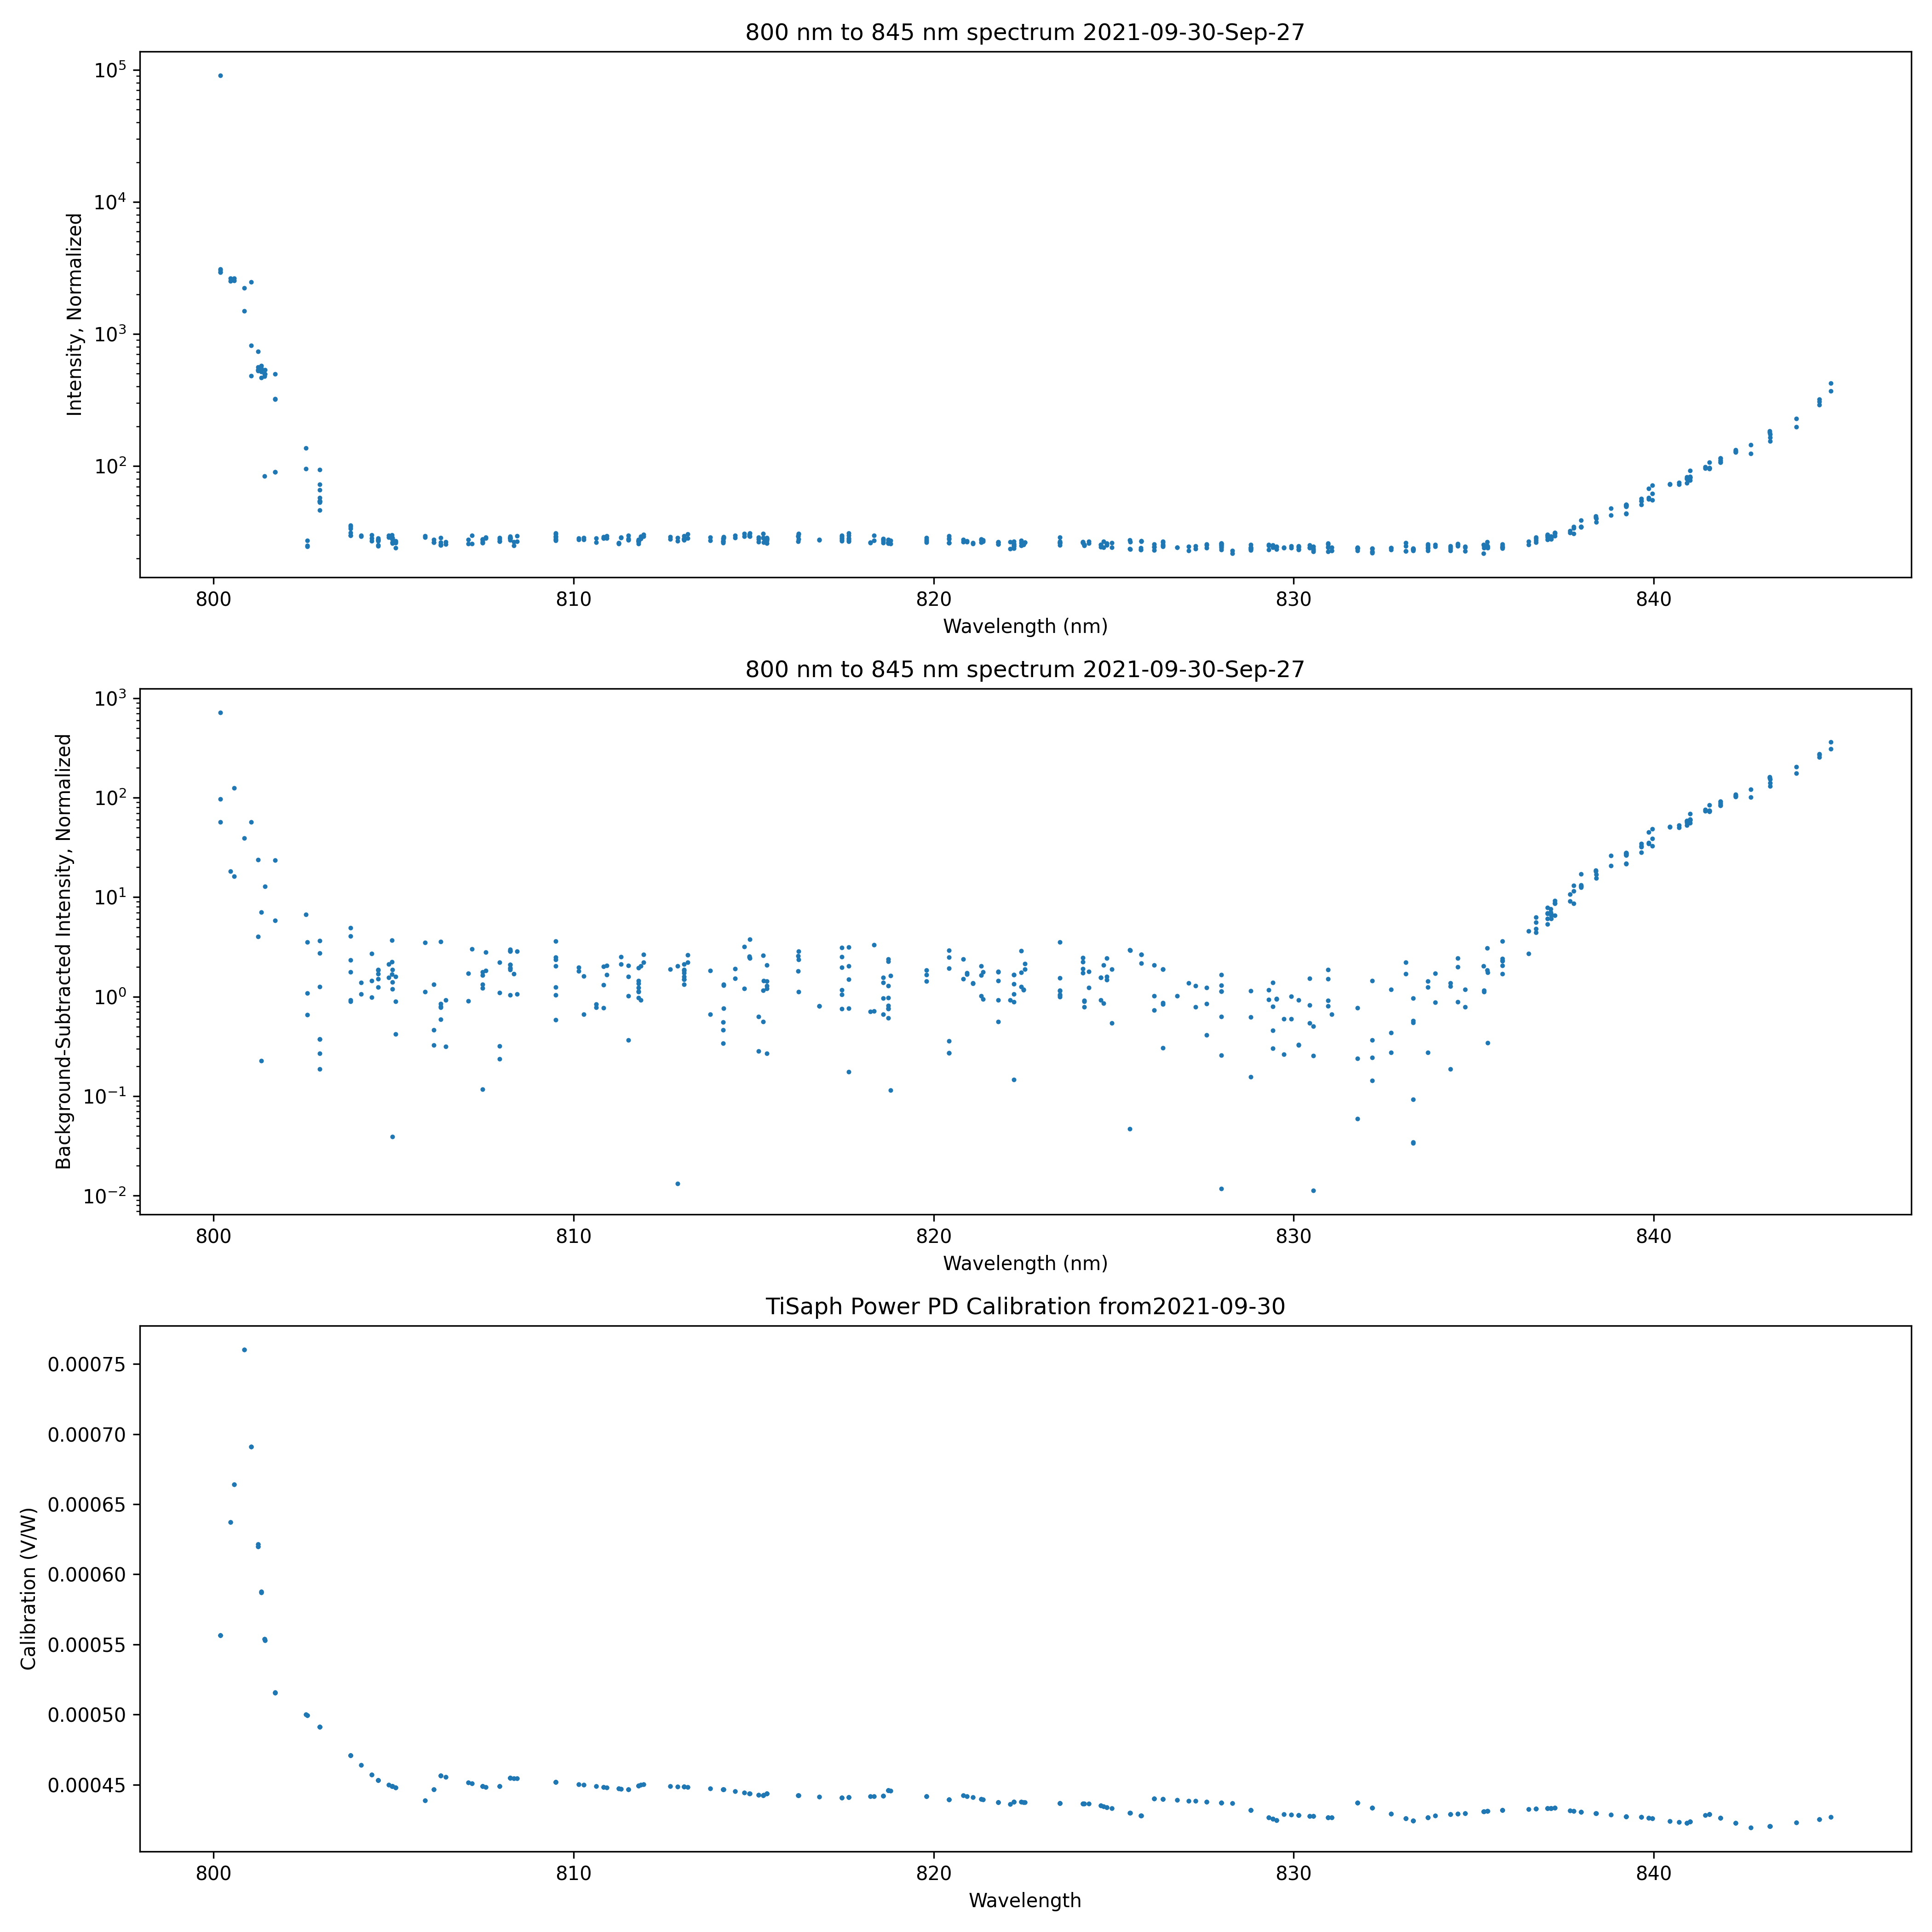 800 nm to 845 nm spectrum 2021-09-30-Sep-27
10^5
10^4
10^3
10^2
Intensity, Normalized
800 810 820 830 840
Wavelength (nm)
800 nm to 845 nm spectrum 2021-09-30-Sep-27
10^3
10^2
10^1
10^0
10^−1
10^−2
Background-Subtracted Intensity, Normalized
800 810 820 830 840
Wavelength (nm)
TiSaph Power PD Calibration from2021-09-30
0.00075
0.00070
0.00065
0.00060
0.00055
0.00050
0.00045
Calibration (V/W)
800 810 820 830 840
Wavelength